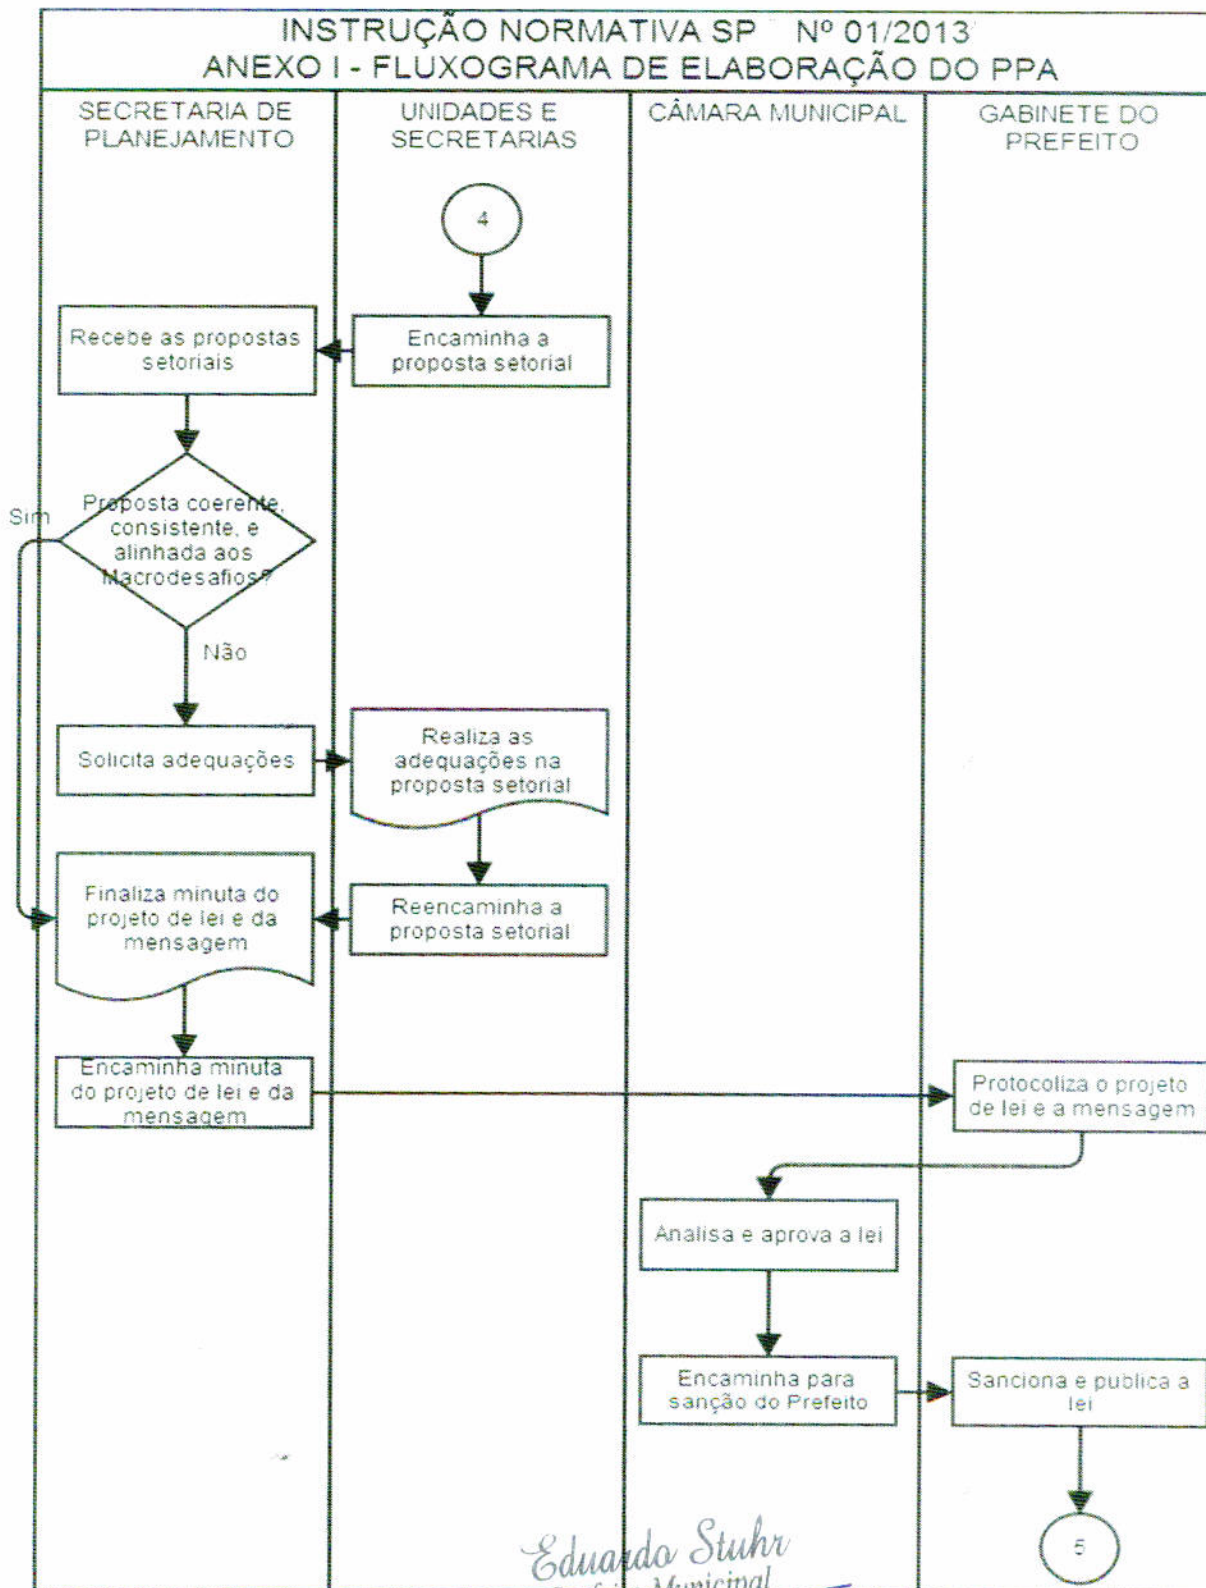 INSTRUÇÃO NORMATIVA SP Nº 01/2013
ANEXO I - FLUXOGRAMA DE ELABORAÇÃO DO PPA
SECRETARIA DE
PLANEJAMENTO
UNIDADES E
SECRETARIAS
CÂMARA MUNICIPAL
GABINETE DO
PREFEITO
4
Encaminha a
proposta setorial
Recebe as propostas
setoriais
Proposta coerente,
consistente, e
alinhada aos
Macrodesafios?
Sim
Não
Solicita adequações
Realiza as
adequações na
proposta setorial
Reencaminha a
proposta setorial
Finaliza minuta do
projeto de lei e da
mensagem
Encaminha minuta
do projeto de lei e da
mensagem
Protocoliza o projeto
de lei e a mensagem
Analisa e aprova a lei
Encaminha para
sanção do Prefeito
Sanciona e publica a
lei
5
Eduardo Stuhr
Municipal